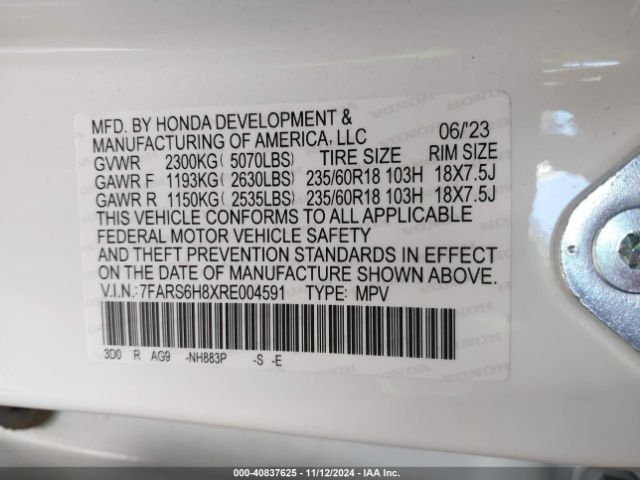 MFD. BY HONDA DEVELOPMENT &
MANUFACTURING OF AMERICA, LLC 06/'23
GVWR 2300KG( 5070LBS) TIRE SIZE RIM SIZE
GAWR F 1193KG( 2630LBS) 235/60R18 103H 18X7.5J
GAWR R 1150KG( 2535LBS) 235/60R18 103H 18X7.5J
THIS VEHICLE CONFORMS TO ALL APPLICABLE
FEDERAL MOTOR VEHICLE SAFETY
AND THEFT PREVENTION STANDARDS IN EFFECT
ON THE DATE OF MANUFACTURE SHOWN ABOVE.
V.I.N.:7FARS6H8XRE004591 TYPE: MPV
3D0 R AG9 -NH883P -S -E
000-40837625 - 11/12/2024 - IAA Inc.